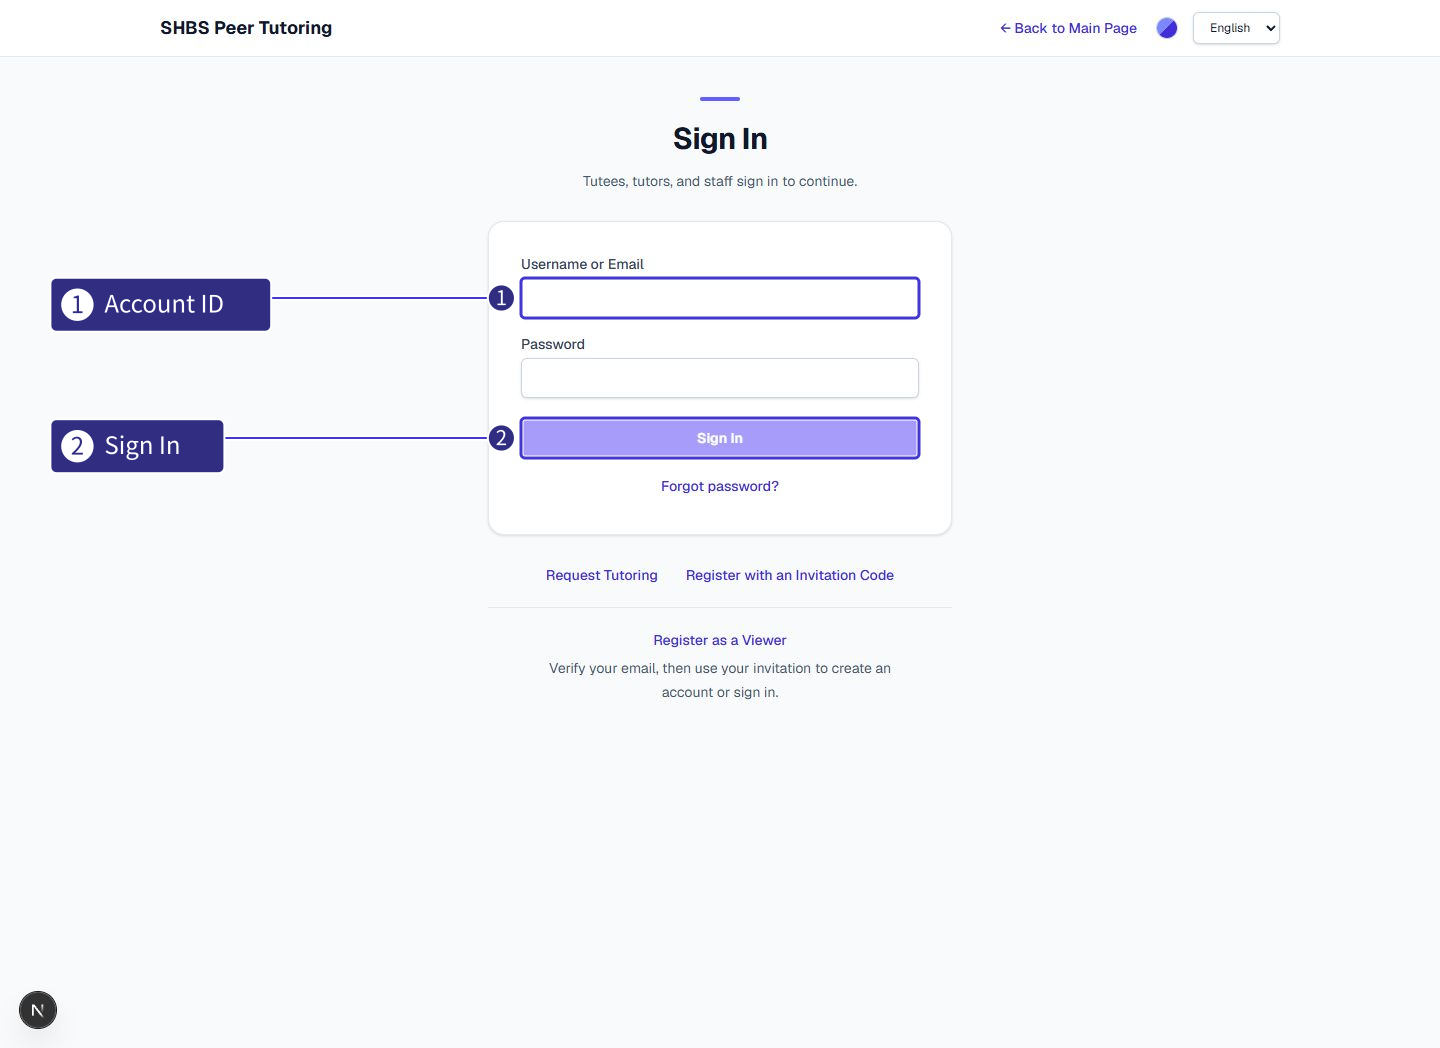 SHBS Peer Tutoring
← Back to Main Page
English
Sign In
Tutees, tutors, and staff sign in to continue.
Username or Email
1 Account ID
1
Password
2 Sign In
2
Sign In
Forgot password?
Request Tutoring
Register with an Invitation Code
Register as a Viewer
Verify your email, then use your invitation to create an
account or sign in.
N